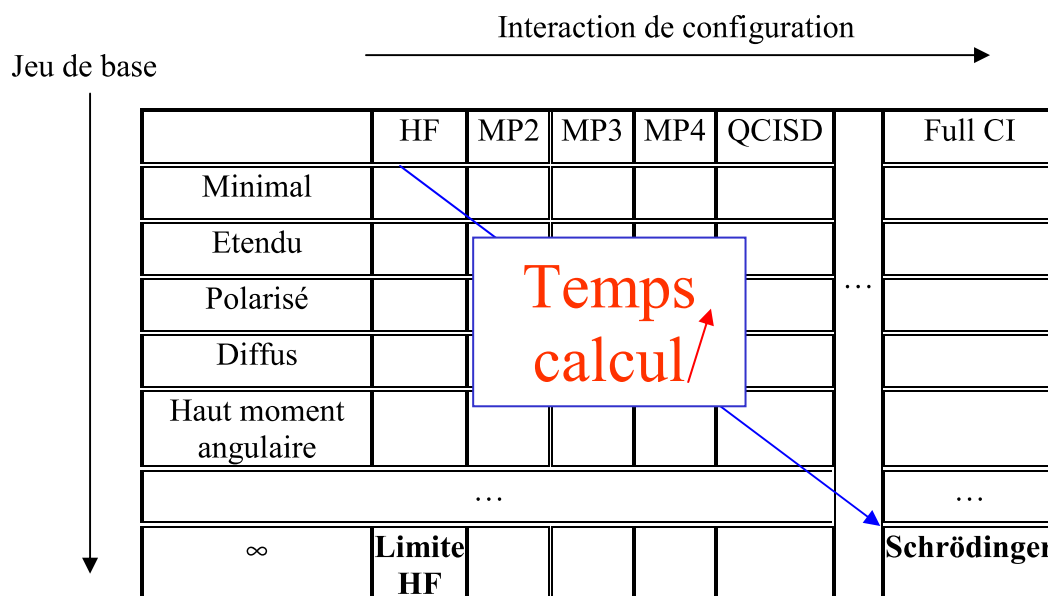 Interaction de configuration
Jeu de base
HF MP2 MP3 MP4 QCISD Full CI
Minimal
Etendu
Polarisé
Diffus
Haut moment
angulaire
Temps
calcul
…
… …
∞ Limite
HF
Schrödinger